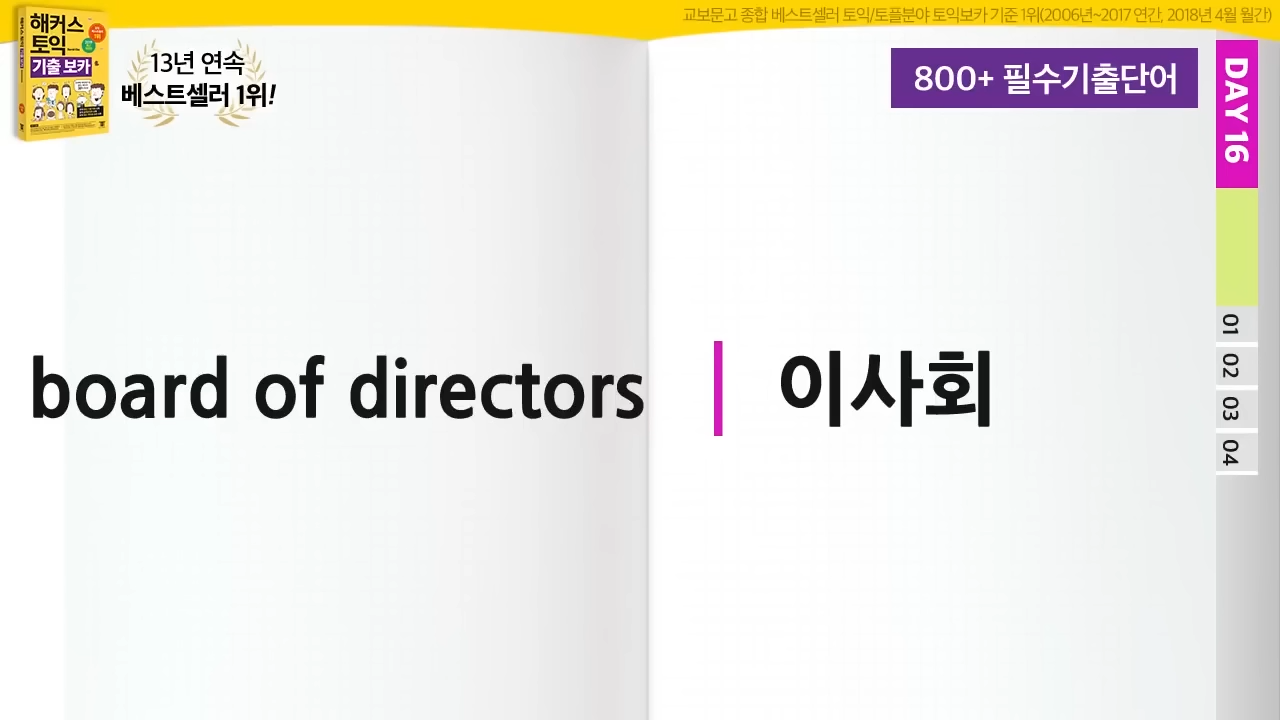 교보문고 종합 베스트셀러 토익/토플분야 토익보카 기준 1위(2006년~2017 연간, 2018년 4월 월간)
해커스
토익
기출 보카
13년 연속
베스트셀러 1위!
800+ 필수기출단어
DAY 16
board of directors
이사회
01
02
03
04